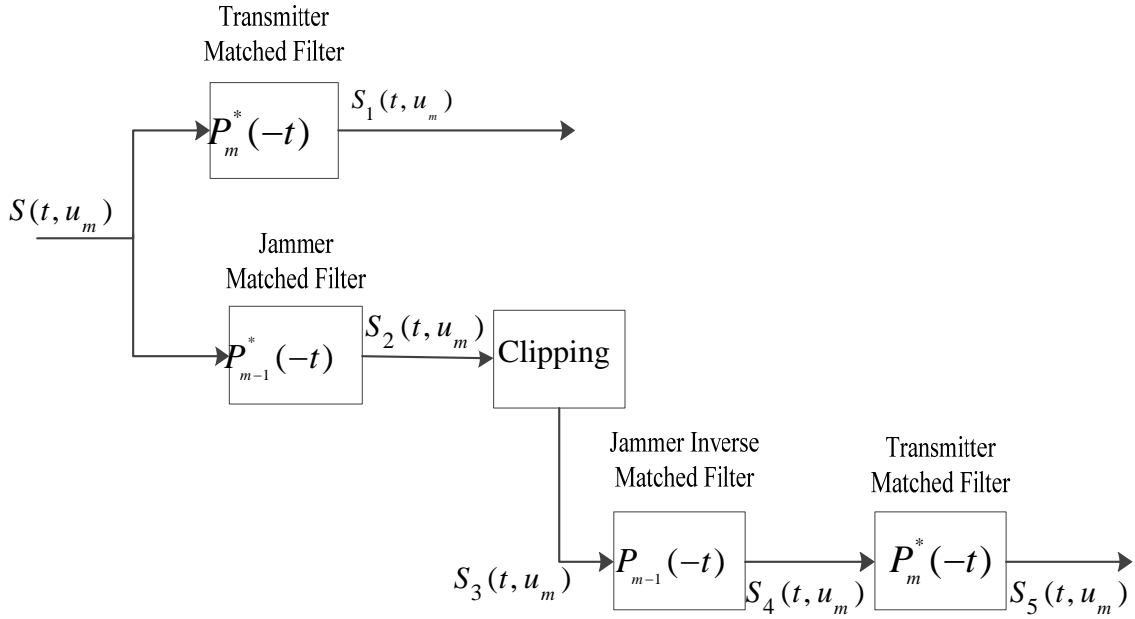 Transmitter
Matched Filter
S₁(t, uₘ)
P*ₘ(−t)
S(t, uₘ)
Jammer
Matched Filter
S₂(t, uₘ)
P*ₘ₋₁(−t)
Clipping
Jammer Inverse
Matched Filter
Transmitter
Matched Filter
Pₘ₋₁(−t)
P*ₘ(−t)
S₃(t, uₘ)
S₄(t, uₘ)
S₅(t, uₘ)